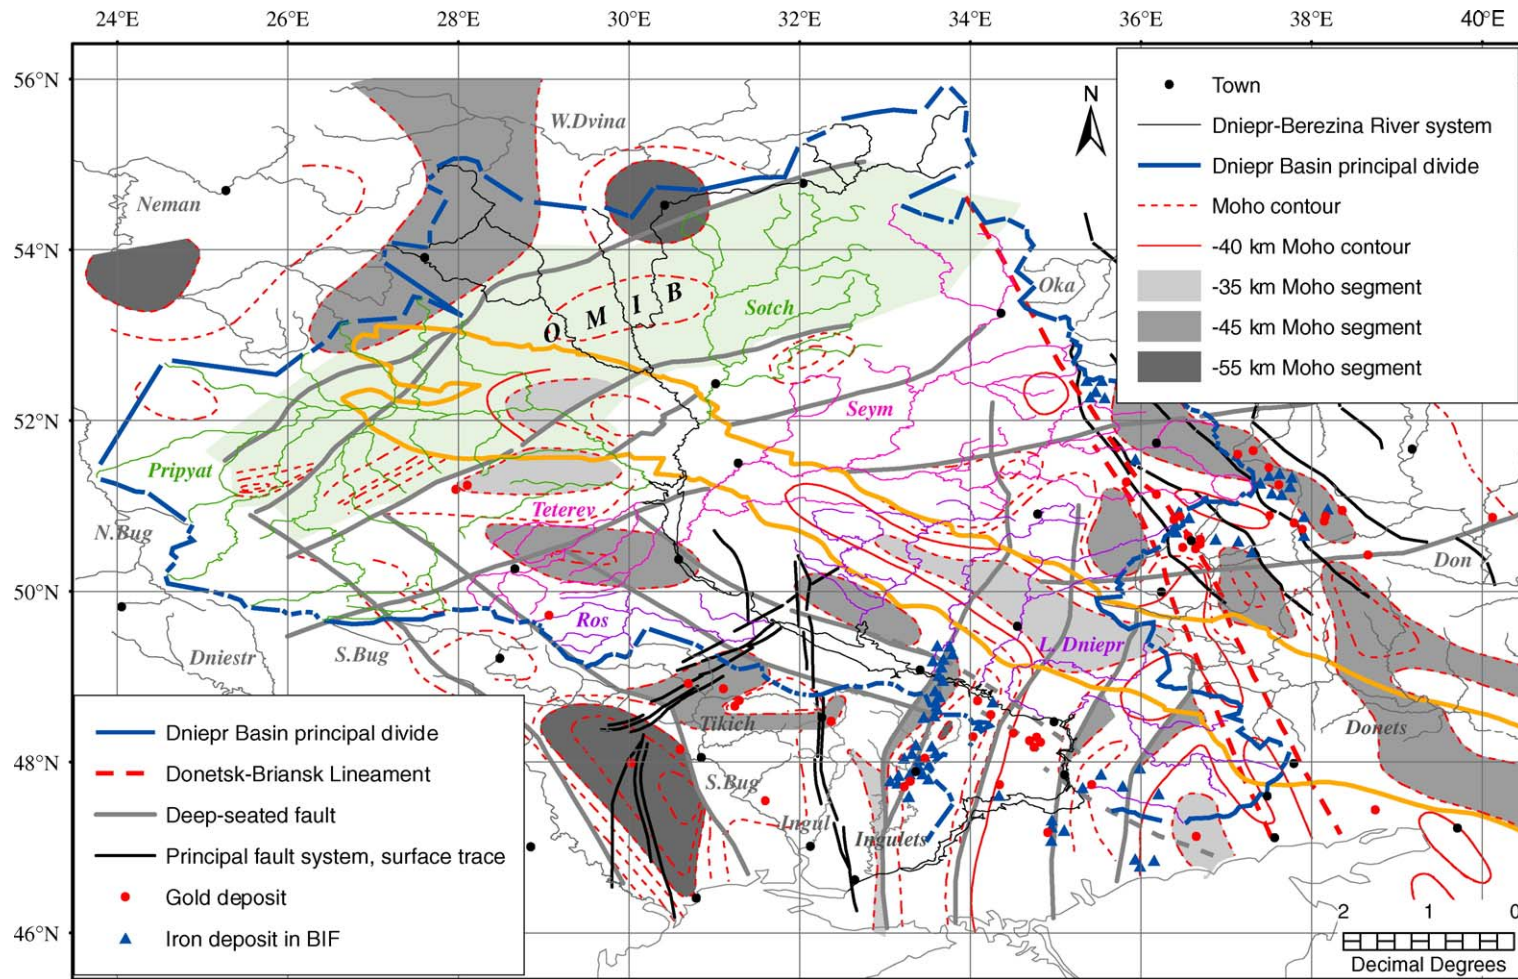 24°E 26°E 28°E 30°E 32°E 34°E 36°E 38°E 40°E
56°N
54°N
52°N
50°N
48°N
46°N
N
Town
Dniepr-Berezina River system
Dniepr Basin principal divide
Moho contour
-40 km Moho contour
-35 km Moho segment
-45 km Moho segment
-55 km Moho segment
W.Dvina
Neman
Oka
O M I B
Sotch
Seym
Pripyat
Teterev
N.Bug
Don
Ros
L. Dniepr
Dniestr
S.Bug
Tikich
Donets
S.Bug
Ingul
Ingulets
Dniepr Basin principal divide
Donetsk-Briansk Lineament
Deep-seated fault
Principal fault system, surface trace
Gold deposit
Iron deposit in BIF
2 1 0
Decimal Degrees